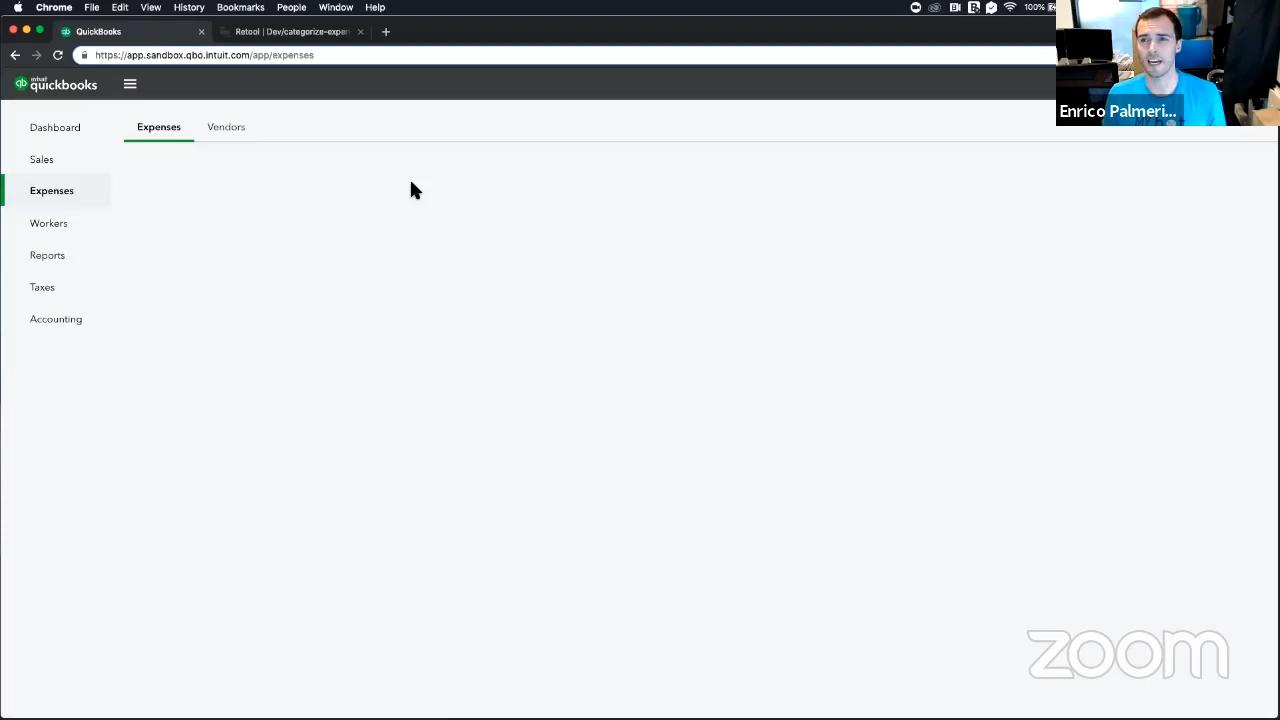 Chrome File Edit View History Bookmarks People Window Help 100%
QuickBooks Retool | Dev/categorize-expen
https://app.sandbox.qbo.intuit.com/app/expenses
intuit quickbooks
Enrico Palmeri...
Dashboard
Expenses Vendors
Sales
Expenses
Workers
Reports
Taxes
Accounting
zoom